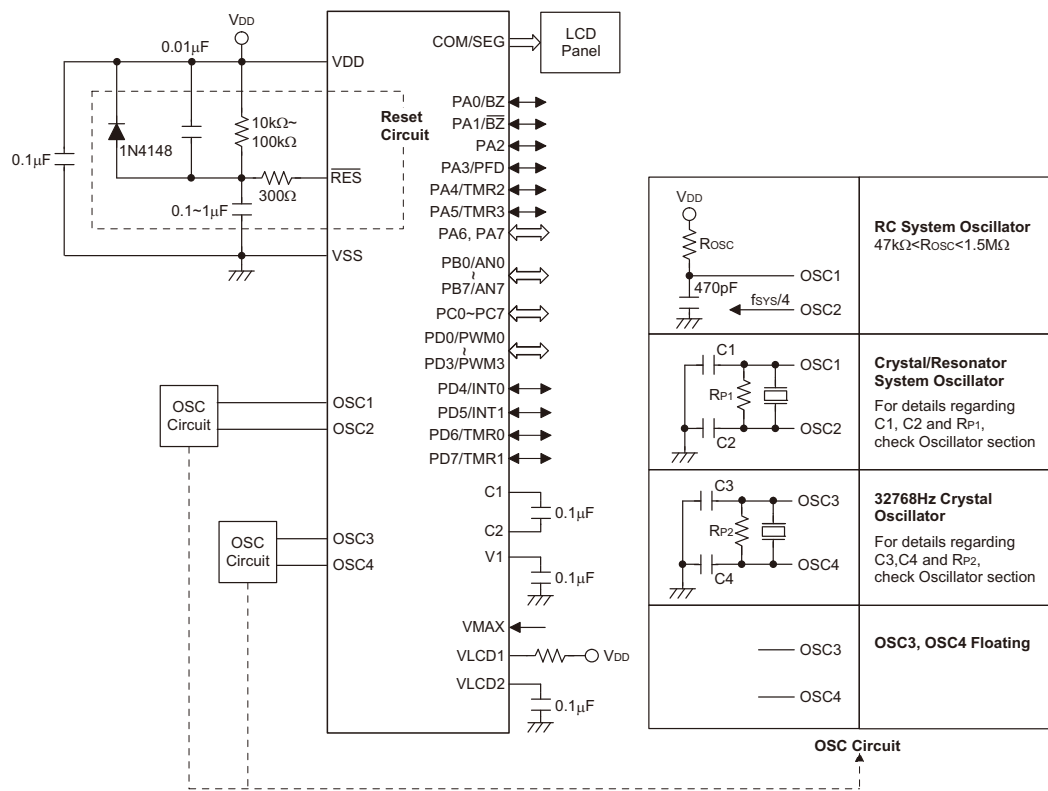 VDD
0.01µF
VDD
Reset
Circuit
10kΩ~
100kΩ
1N4148
0.1µF
RES
300Ω
0.1~1µF
VSS
OSC
Circuit
OSC1
OSC2
OSC
Circuit
OSC3
OSC4
COM/SEG
LCD
Panel
PA0/BZ
PA1/BZ
PA2
PA3/PFD
PA4/TMR2
PA5/TMR3
PA6, PA7
PB0/AN0
~
PB7/AN7
PC0~PC7
PD0/PWM0
~
PD3/PWM3
PD4/INT0
PD5/INT1
PD6/TMR0
PD7/TMR1
C1
0.1µF
C2
V1
0.1µF
VMAX
VLCD1
VDD
VLCD2
0.1µF
VDD
ROSC
OSC1
470pF
fSYS/4
OSC2
RC System Oscillator
47kΩ<ROSC<1.5MΩ
C1
OSC1
RP1
OSC2
C2
Crystal/Resonator
System Oscillator
For details regarding
C1, C2 and RP1,
check Oscillator section
C3
OSC3
RP2
OSC4
C4
32768Hz Crystal
Oscillator
For details regarding
C3,C4 and RP2,
check Oscillator section
OSC3
OSC4
OSC3, OSC4 Floating
OSC Circuit